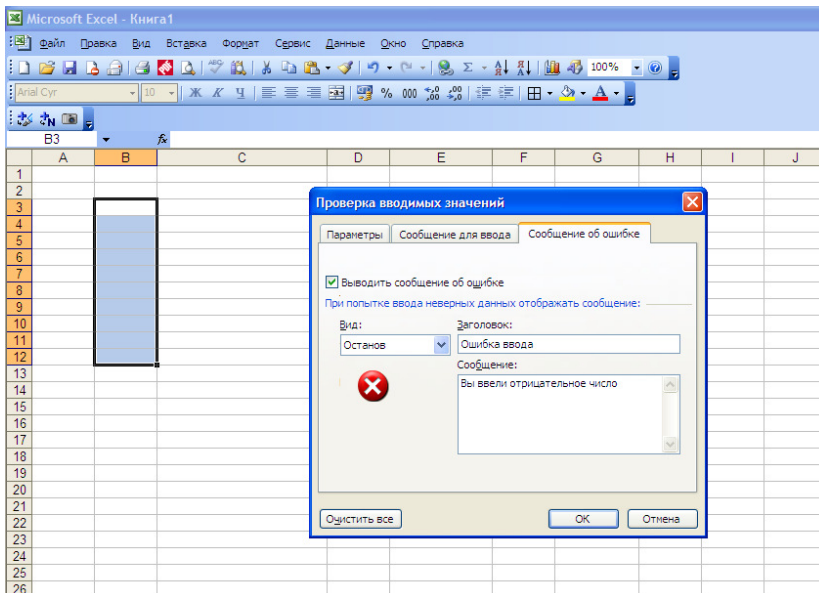 Microsoft Excel - Книга1
Файл Правка Вид Вставка Формат Сервис Данные Окно Справка
100%
Arial Cyr 10 Ж К Ч % 000
B3 fx
A B C D E F G H I J
1
2
3
4
5
6
7
8
9
10
11
12
13
14
15
16
17
18
19
20
21
22
23
24
25
26
Проверка вводимых значений
Параметры Сообщение для ввода Сообщение об ошибке
Выводить сообщение об ошибке
При попытке ввода неверных данных отображать сообщение:
Вид: Заголовок:
Останов Ошибка ввода
Сообщение:
Вы ввели отрицательное число
Очистить все ОК Отмена